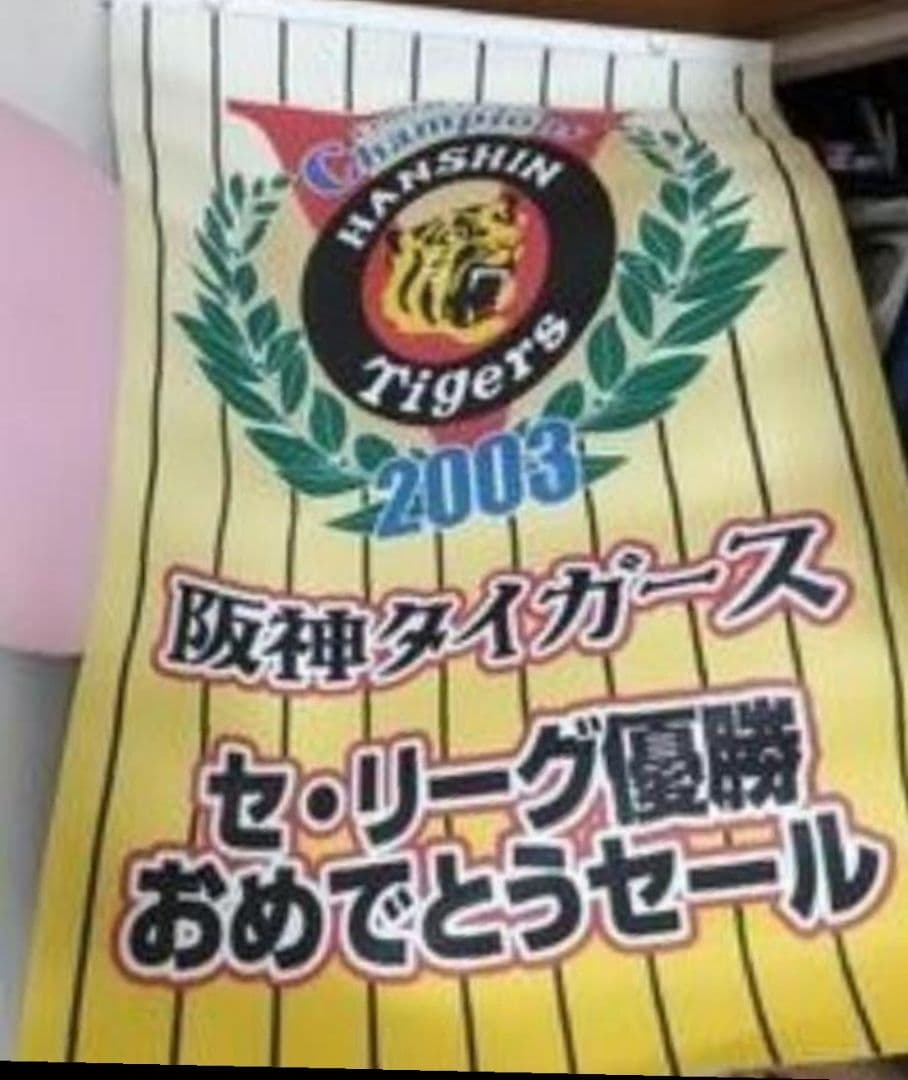 Champions
HANSHIN
Tigers
2003
阪神タイガース
セ・リーグ優勝
おめでとうセール